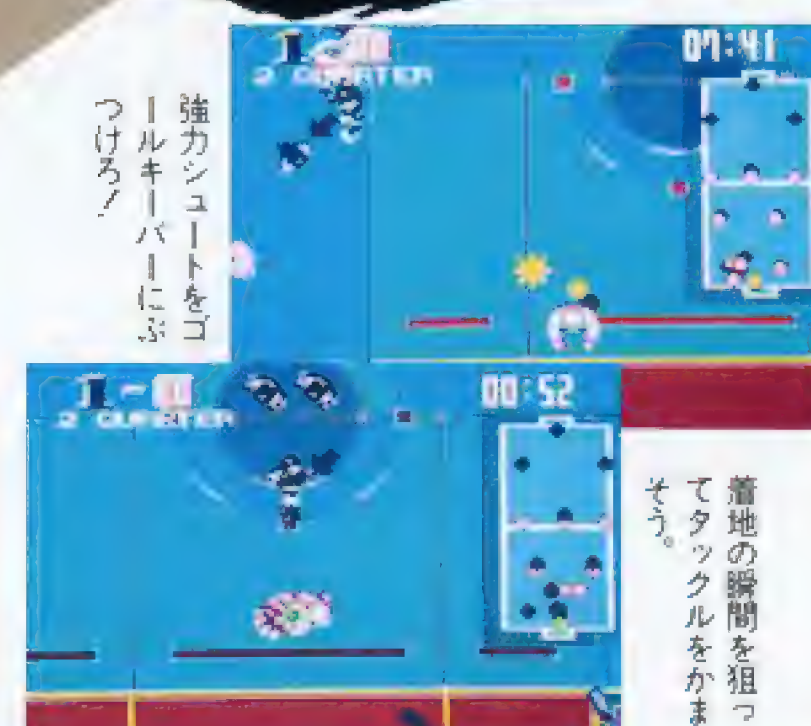 強力シュートをゴ
ールキーパーにぶ
つけろ！
07:41
2 QUARTER
00:52
2 QUARTER
着地の瞬間を狙っ
てタックルをかま
そう。